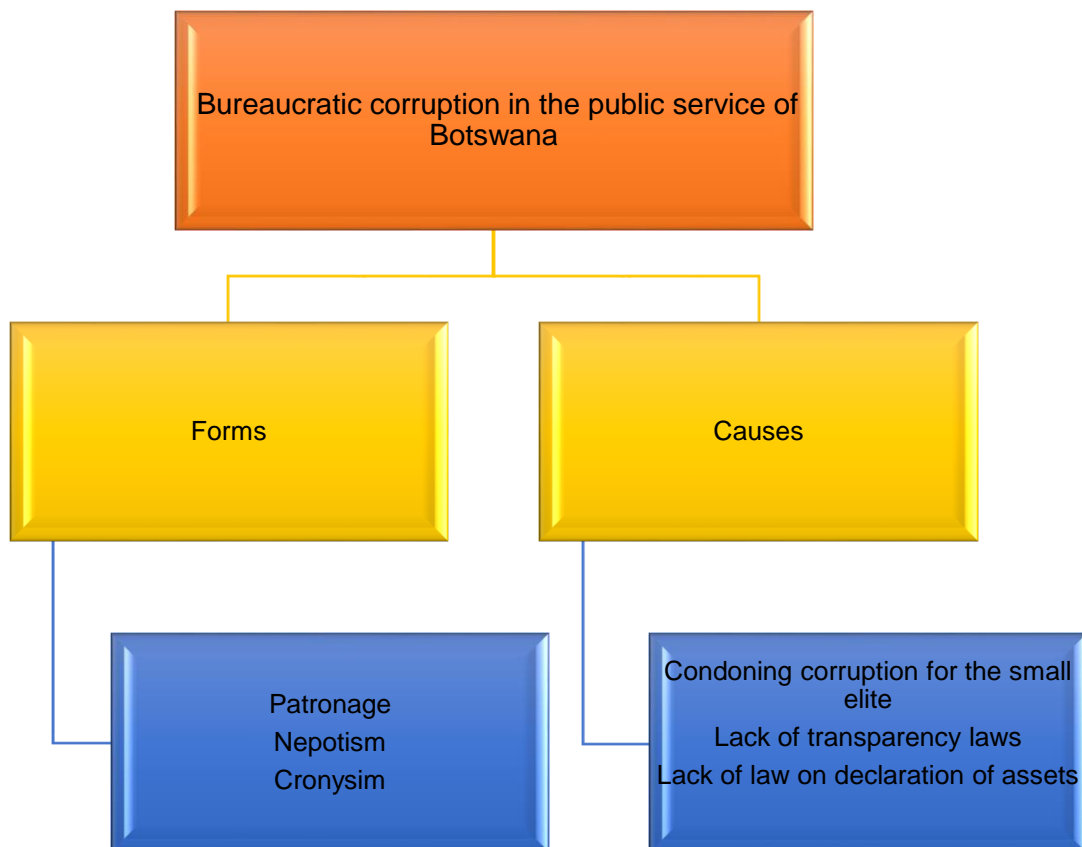 Bureaucratic corruption in the public service of
Botswana
Forms
Causes
Patronage
Nepotism
Cronysim
Condoning corruption for the small
elite
Lack of transparency laws
Lack of law on declaration of assets